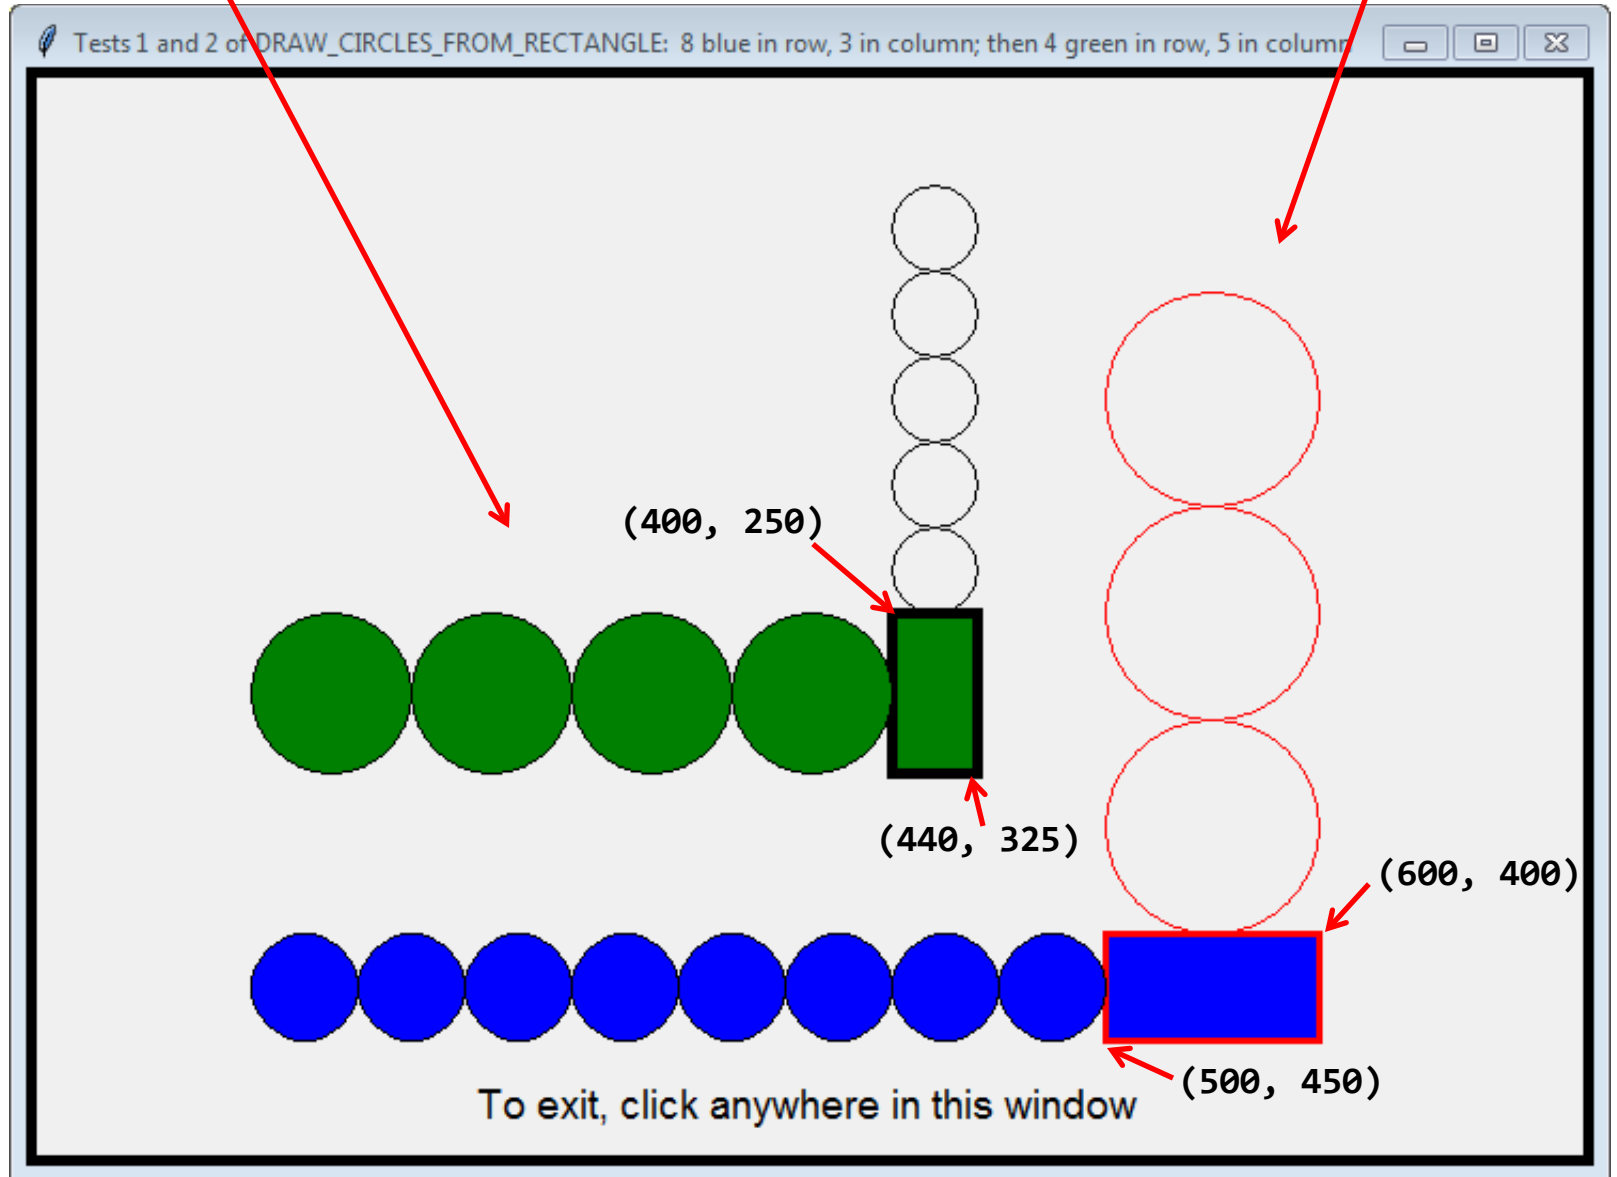 Tests 1 and 2 of DRAW_CIRCLES_FROM_RECTANGLE: 8 blue in row, 3 in column; then 4 green in row, 5 in column
(400, 250)
(440, 325)
(600, 400)
(500, 450)
To exit, click anywhere in this window